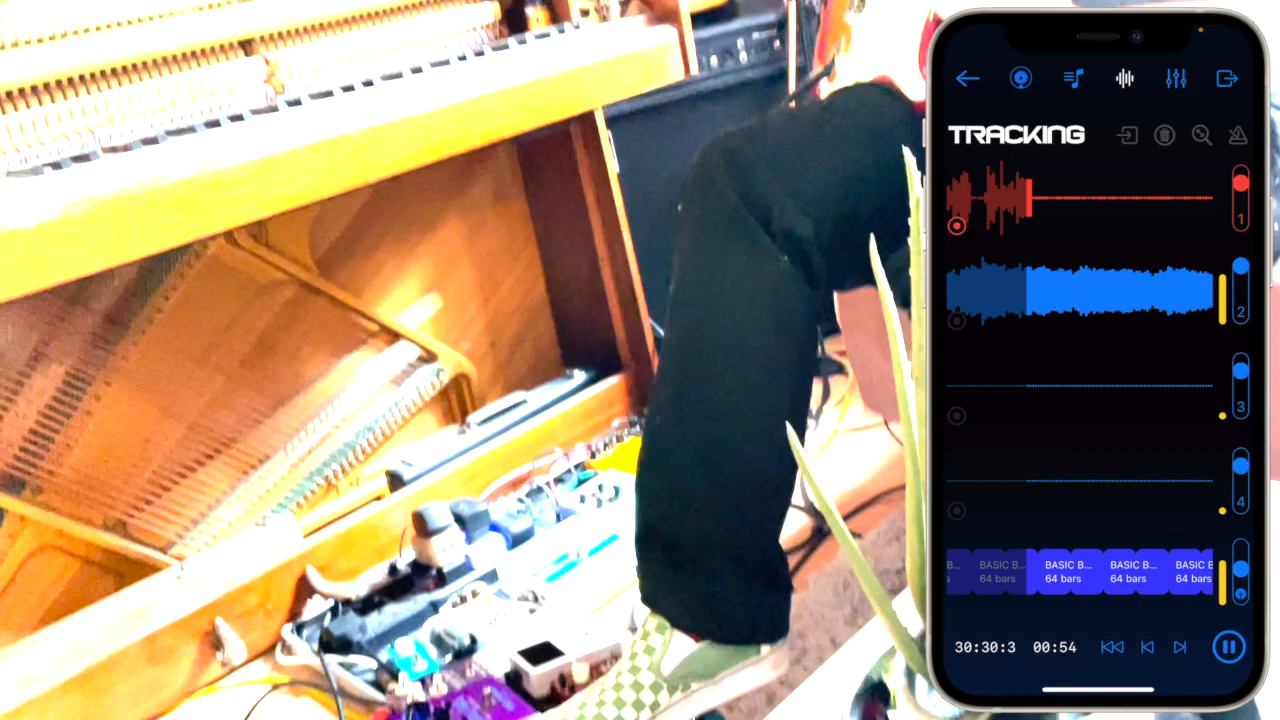 TRACKING
1
2
3
4
B... BASIC B... BASIC B... BASIC B... BASIC B
s 64 bars 64 bars 64 bars 64 bars
30:30:3 00:54